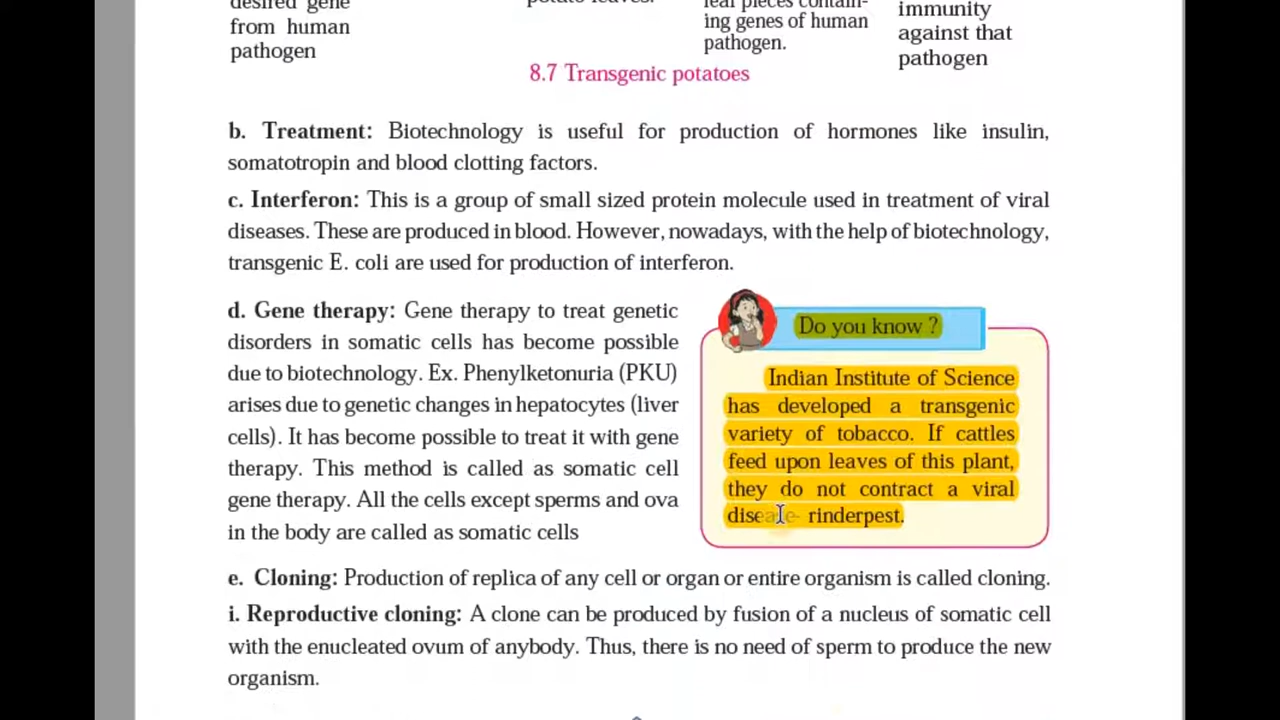 desired gene
from human
pathogen
potato leaves.
leaf pieces contain-
ing genes of human
pathogen.
immunity
against that
pathogen
8.7 Transgenic potatoes
b. Treatment: Biotechnology is useful for production of hormones like insulin,
somatotropin and blood clotting factors.
c. Interferon: This is a group of small sized protein molecule used in treatment of viral
diseases. These are produced in blood. However, nowadays, with the help of biotechnology,
transgenic E. coli are used for production of interferon.
d. Gene therapy: Gene therapy to treat genetic
disorders in somatic cells has become possible
due to biotechnology. Ex. Phenylketonuria (PKU)
arises due to genetic changes in hepatocytes (liver
cells). It has become possible to treat it with gene
therapy. This method is called as somatic cell
gene therapy. All the cells except sperms and ova
in the body are called as somatic cells
Do you know ?
Indian Institute of Science
has developed a transgenic
variety of tobacco. If cattles
feed upon leaves of this plant,
they do not contract a viral
disease- rinderpest.
e. Cloning: Production of replica of any cell or organ or entire organism is called cloning.
i. Reproductive cloning: A clone can be produced by fusion of a nucleus of somatic cell
with the enucleated ovum of anybody. Thus, there is no need of sperm to produce the new
organism.